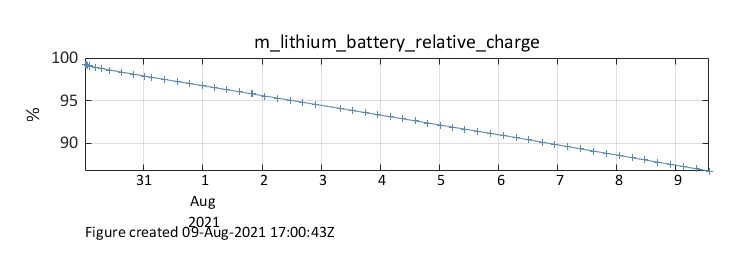 m_lithium_battery_relative_charge
100
95
90
%
31 1 2 3 4 5 6 7 8 9
Aug
2021
Figure created 09-Aug-2021 17:00:43Z